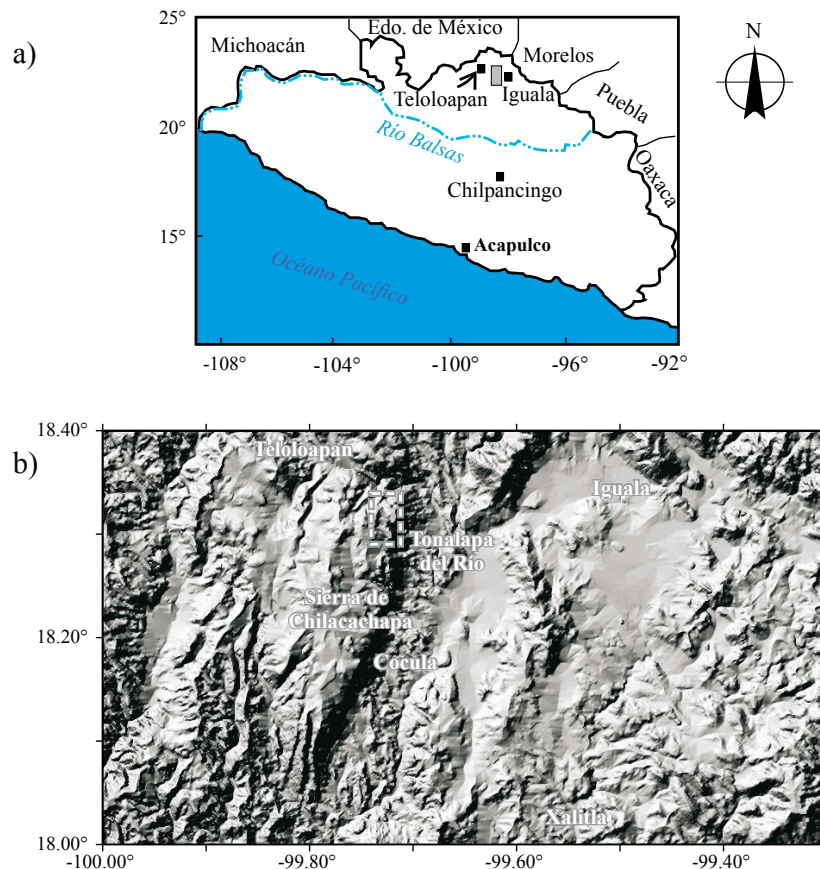 a)
25°
20°
15°
Michoacán
Edo. de México
Morelos
Puebla
Oaxaca
Teloloapan
Iguala
Río Balsas
Chilpancingo
Acapulco
Océano Pacífico
-108°
-104°
-100°
-96°
-92°
N
b)
18.40°
18.20°
18.00°
Teloloapan
Iguala
Tonalapa
del Río
Sierra de
Chilacachapa
Cocula
Xalitla
-100.00°
-99.80°
-99.60°
-99.40°